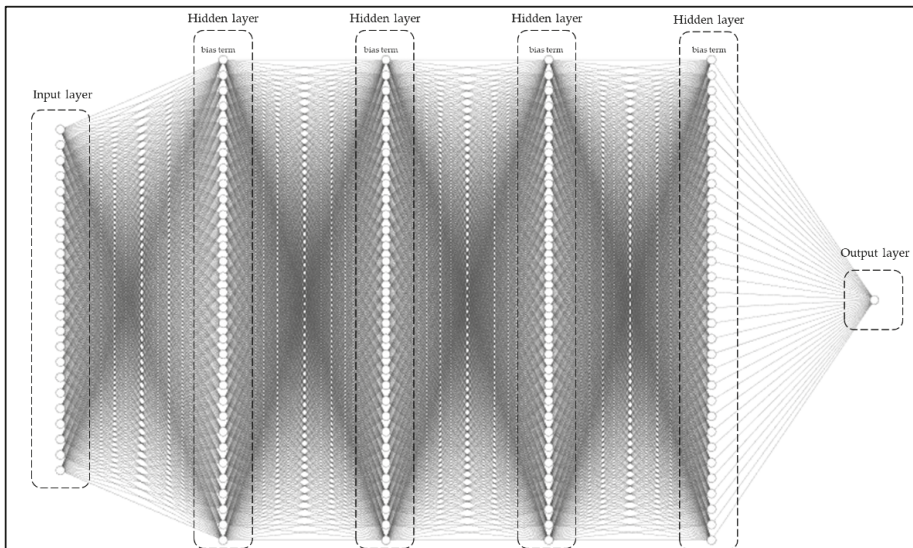 Hidden layer
Hidden layer
Hidden layer
Hidden layer
bias term
bias term
bias term
bias term
Input layer
Output layer